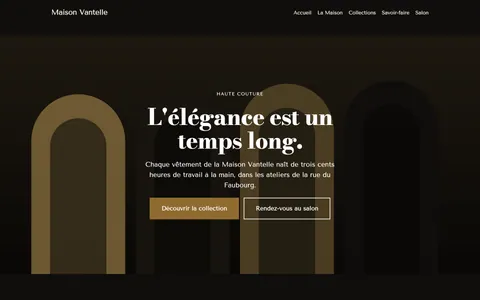 Maison Vantelle
Accueil La Maison Collections Savoir-faire Salon
HAUTE COUTURE
L'élégance est un
temps long.
Chaque vêtement de la Maison Vantelle naît de trois cents
heures de travail à la main, dans les ateliers de la rue du
Faubourg.
Découvrir la collection Rendez-vous au salon